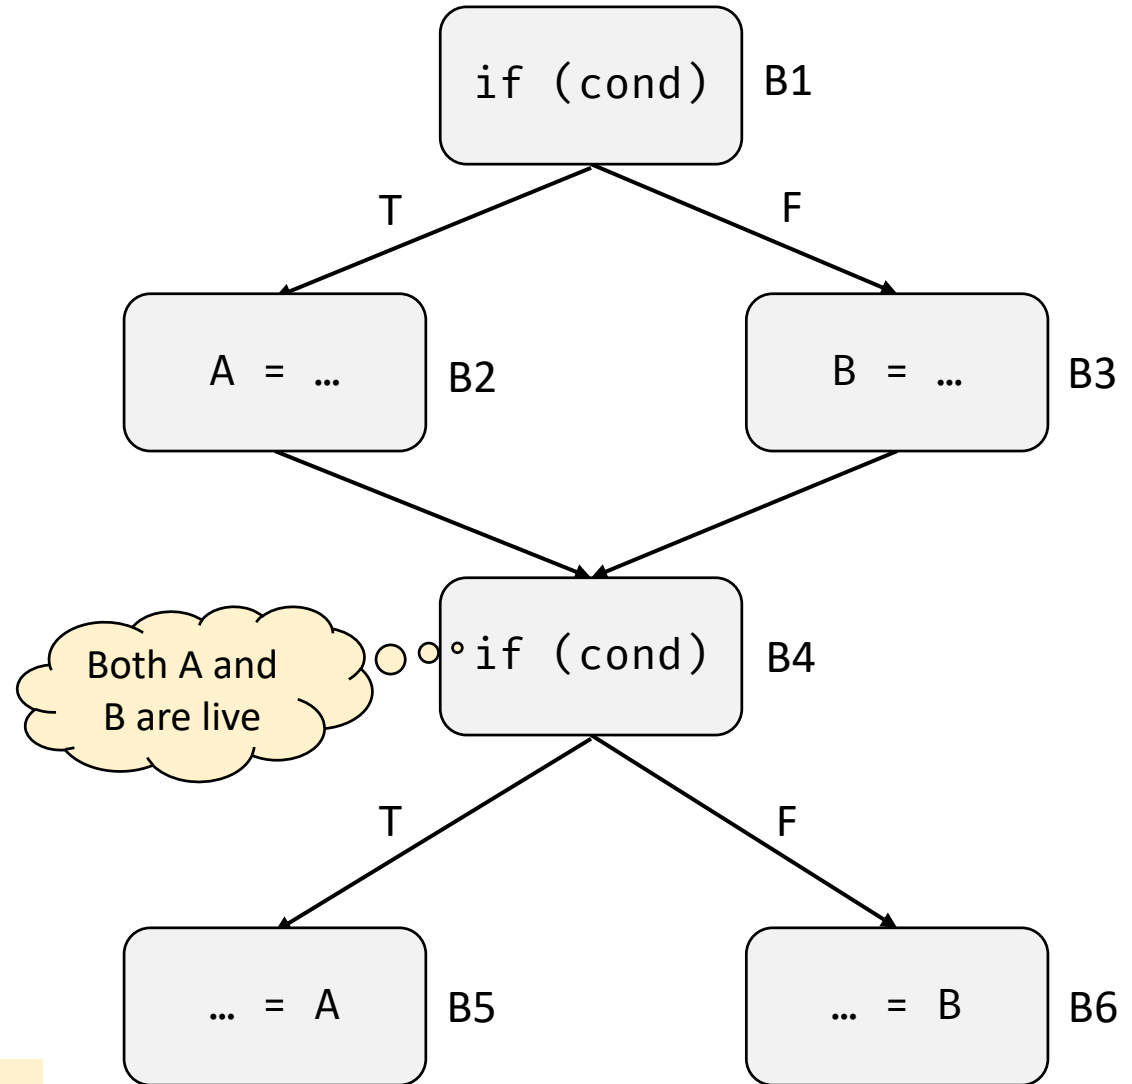 if (cond) B1
T F
A = … B2
B = … B3
Both A and
B are live
if (cond) B4
T F
… = A B5
… = B B6